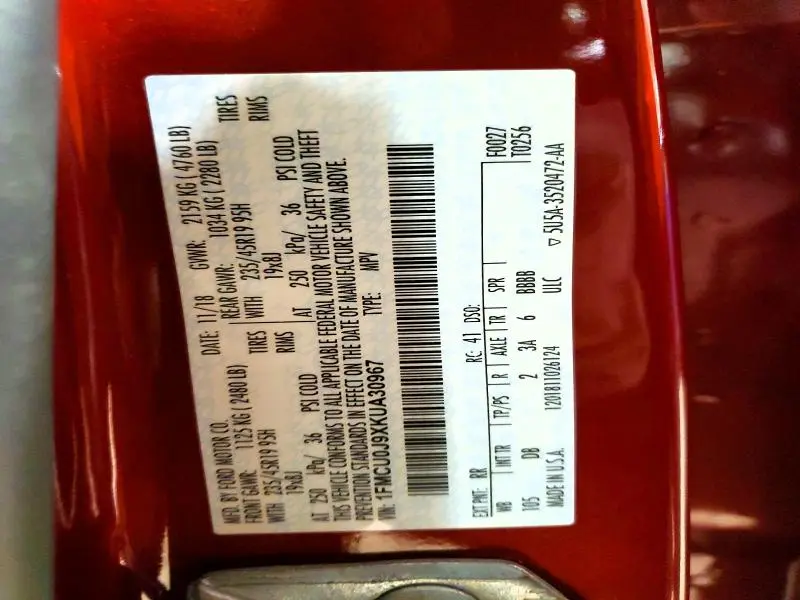 MFD. BY FORD MOTOR CO.
DATE: 11/18 GVWR: 2159 KG ( 4760 LB)
FRONT GAWR: 1125 KG ( 2480 LB) REAR GAWR: 1034 KG ( 2280 LB)
WITH 235/45R19 95H TIRES WITH 235/45R19 95H TIRES
19x8J RIMS 19x8J RIMS
AT 250 kPa/ 36 PSI COLD AT 250 kPa/ 36 PSI COLD
THIS VEHICLE CONFORMS TO ALL APPLICABLE FEDERAL MOTOR VEHICLE SAFETY AND THEFT
PREVENTION STANDARDS IN EFFECT ON THE DATE OF MANUFACTURE SHOWN ABOVE.
VIN: 1FMCU0J9XKUA30967 TYPE: MPV
EXT PNT: RR RC: 41 DSO: F0027
WB INT TR TP/PS R AXLE TR SPR T0256
105 DB 2 3A 6 BBBB
MADE IN U.S.A. 1201811026124 ULC ▽ 5U5A-3520472-AA